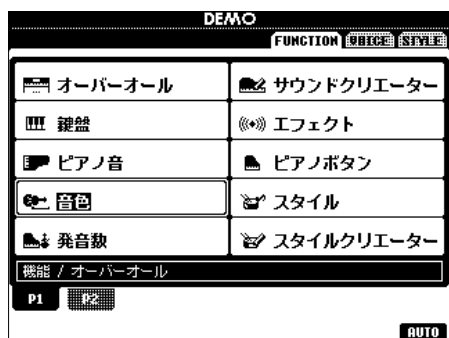 DEMO
FUNCTION VOICE STYLE
オーバーオール サウンドクリエーター
鍵盤 エフェクト
ピアノ音 ピアノボタン
音色 スタイル
発音数 スタイルクリエーター
機能 / オーバーオール
P1 P2
AUTO